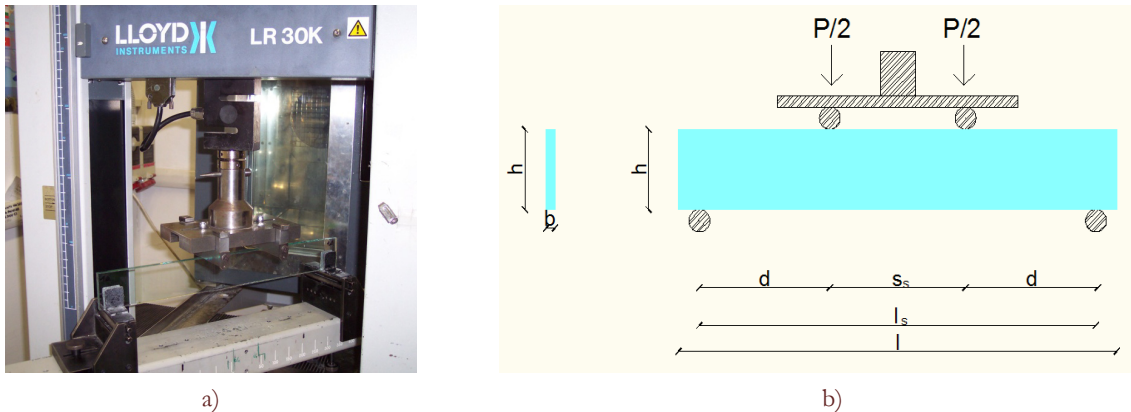 LLOYD
INSTRUMENTS
LR 30K
P/2 P/2
h
h
b
d sₛ d
lₛ
l
a) b)